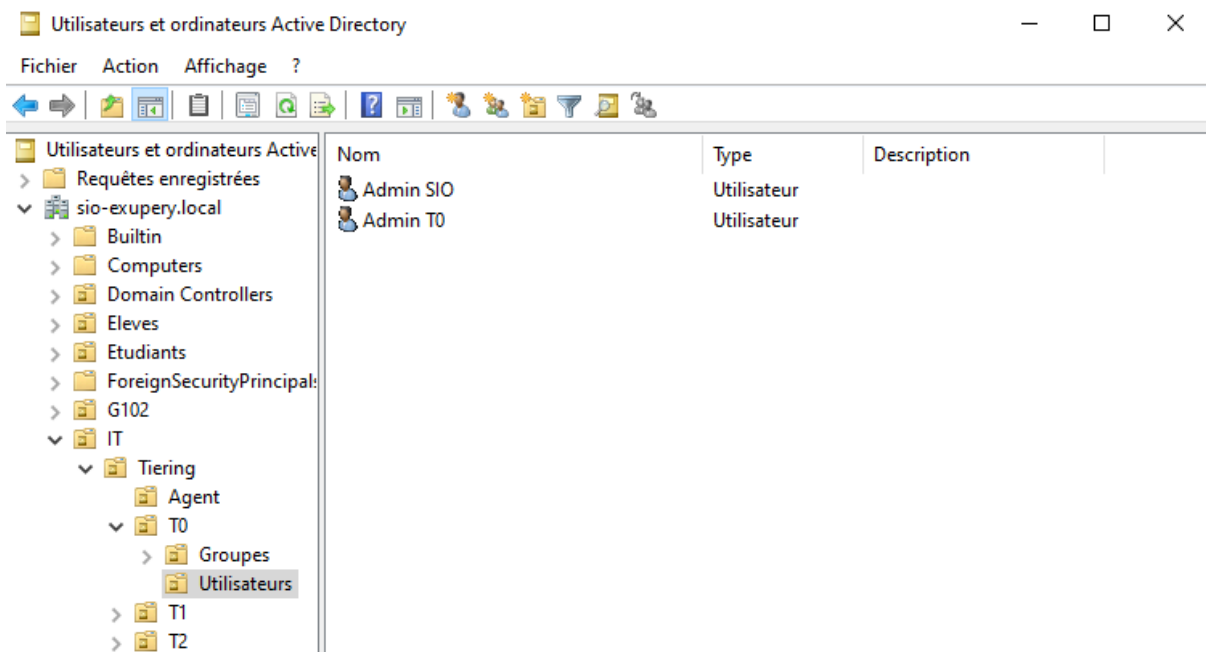 Utilisateurs et ordinateurs Active Directory
Fichier Action Affichage ?
Utilisateurs et ordinateurs Active
Requêtes enregistrées
sio-exupery.local
Builtin
Computers
Domain Controllers
Eleves
Etudiants
ForeignSecurityPrincipals
G102
IT
Tiering
Agent
T0
Groupes
Utilisateurs
T1
T2
Nom Type Description
Admin SIO Utilisateur
Admin T0 Utilisateur